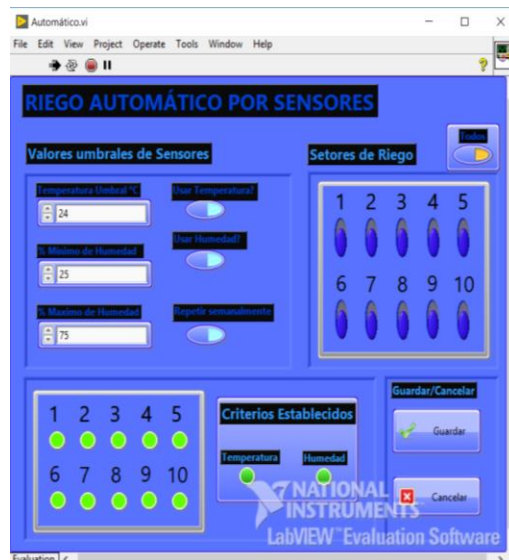 Automático.vi
File Edit View Project Operate Tools Window Help
RIEGO AUTOMÁTICO POR SENSORES
Todos
Valores umbrales de Sensores
Setores de Riego
Temperatura Umbral °C
Usar Temperatura?
24
% Minimo de Humedad
Usar Humedad?
25
% Maximo de Humedad
Repetir semanalmente
75
1 2 3 4 5
6 7 8 9 10
Guardar/Cancelar
1 2 3 4 5
6 7 8 9 10
Criterios Establecidos
Temperatura Humedad
Guardar
Cancelar
NATIONAL
INSTRUMENTS
LabVIEW™ Evaluation Software
Evaluation